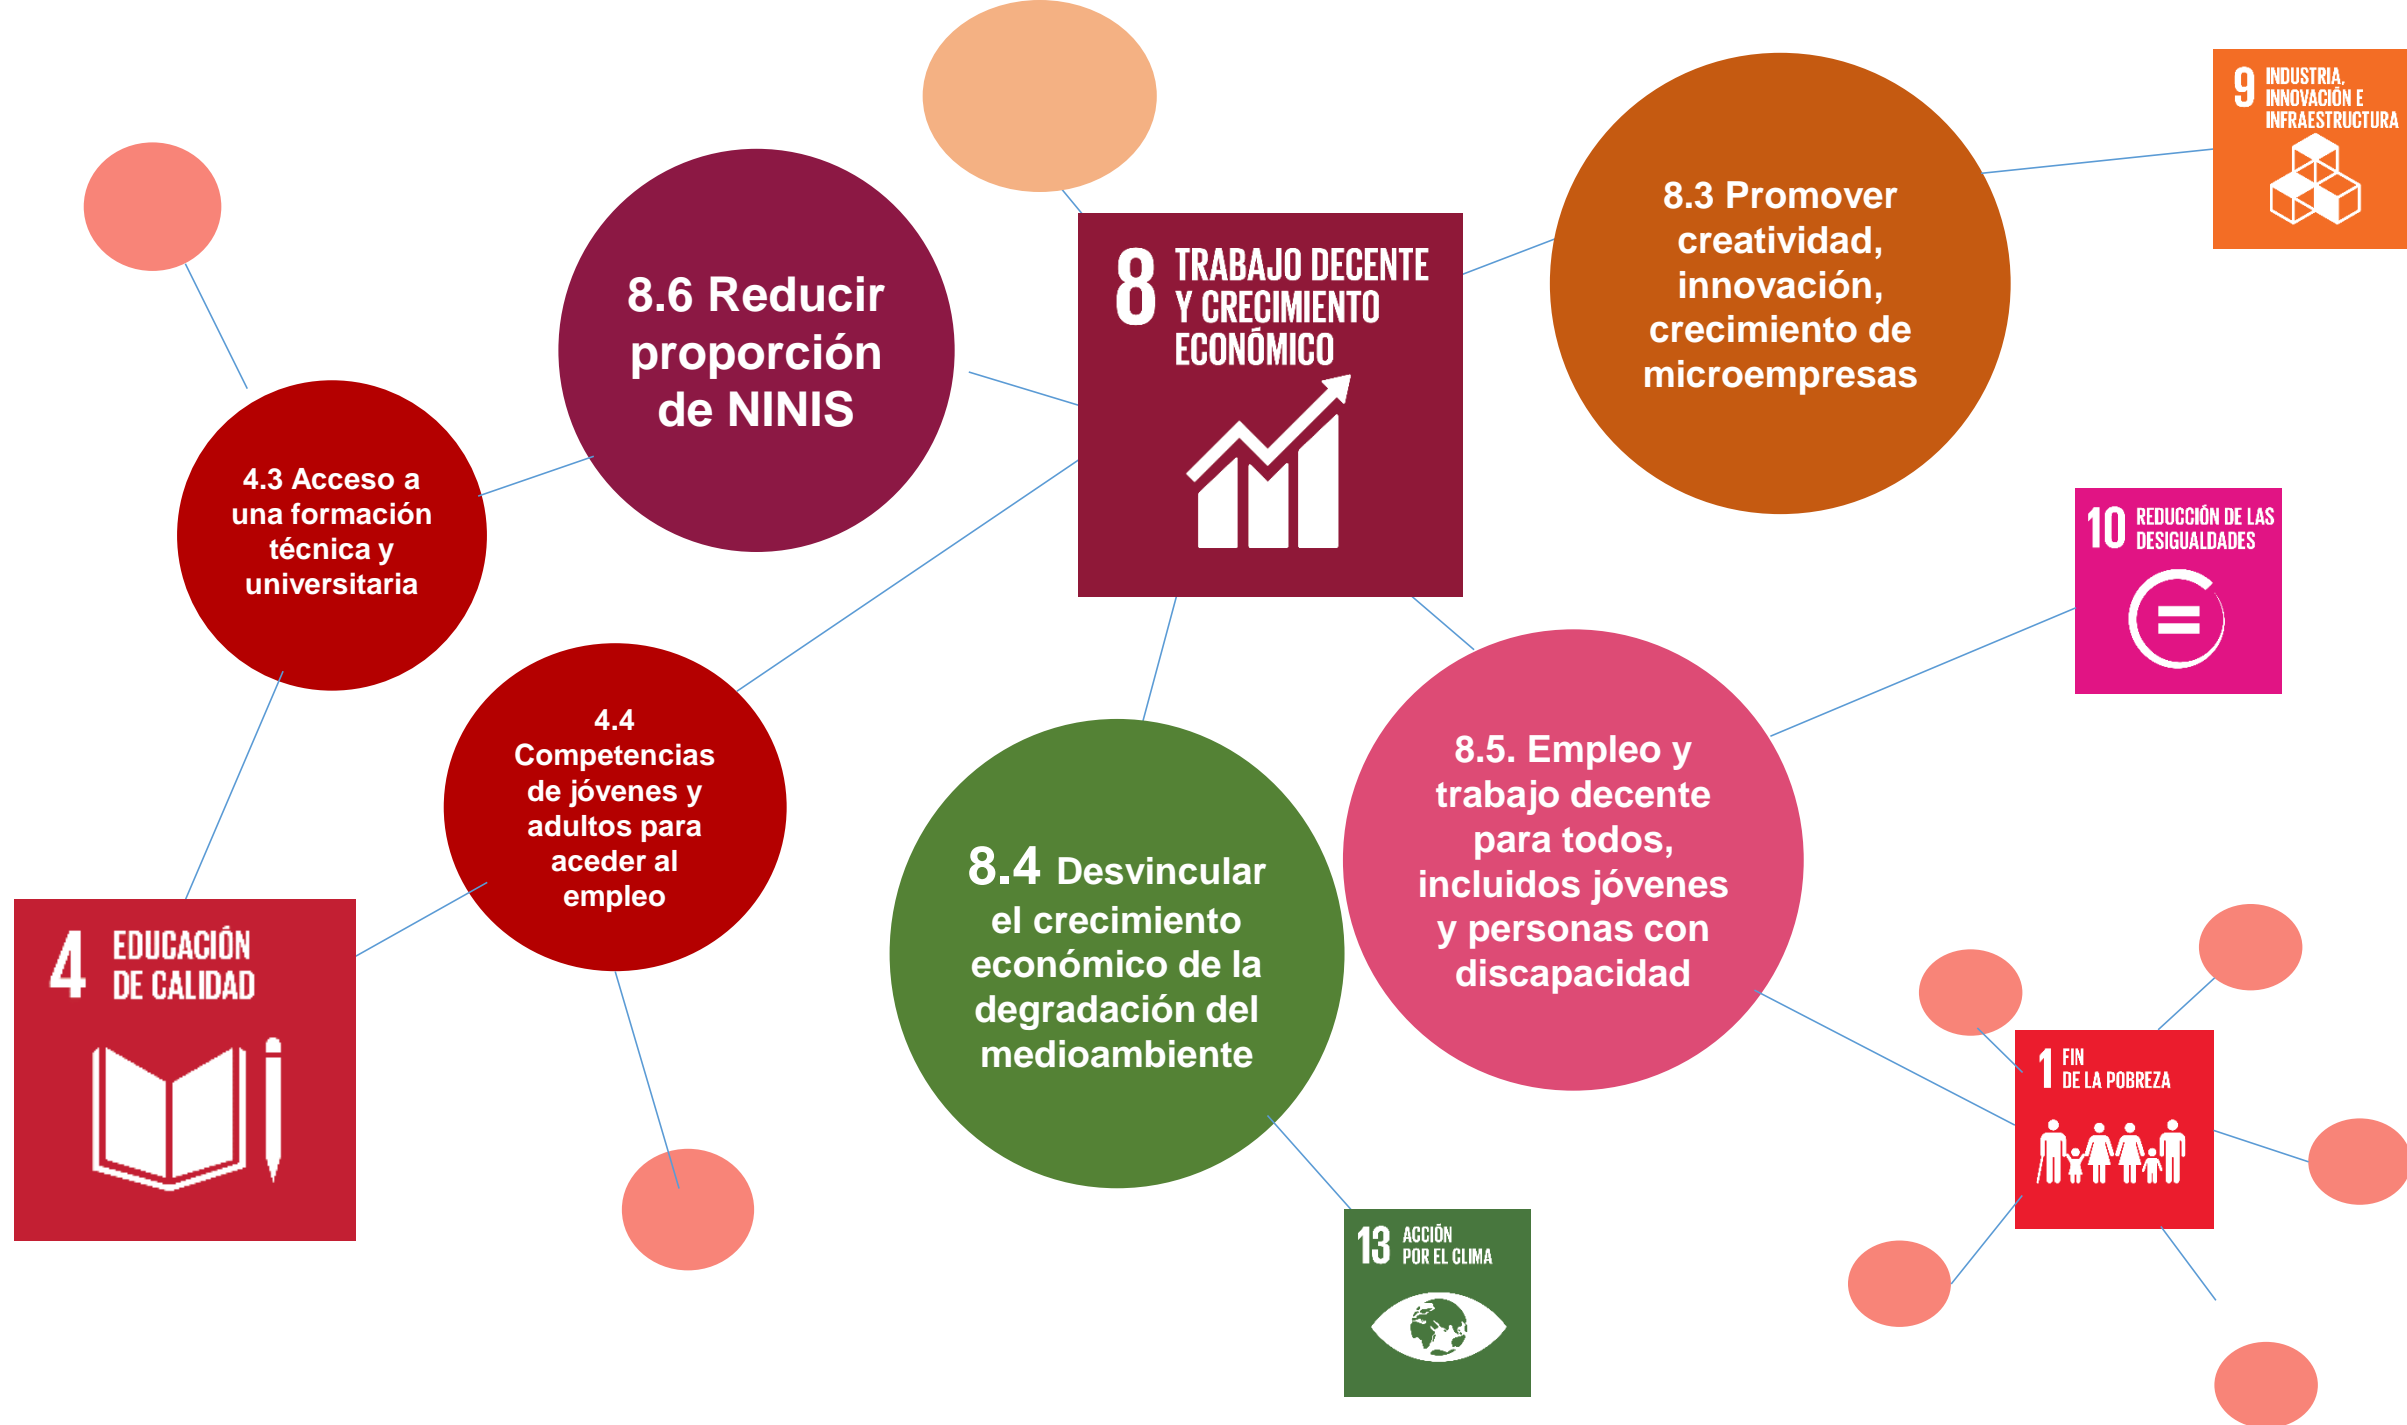 9 INDUSTRIA,
INNOVACIÓN E
INFRAESTRUCTURA
8.3 Promover
creatividad,
innovación,
crecimiento de
microempresas
8 TRABAJO DECENTE
Y CRECIMIENTO
ECONÓMICO
8.6 Reducir
proporción
de NINIS
4.3 Acceso a
una formación
técnica y
universitaria
10 REDUCCIÓN DE LAS
DESIGUALDADES
4.4
Competencias
de jóvenes y
adultos para
aceder al
empleo
8.5. Empleo y
trabajo decente
para todos,
incluidos jóvenes
y personas con
discapacidad
8.4 Desvincular
el crecimiento
económico de la
degradación del
medioambiente
4 EDUCACIÓN
DE CALIDAD
1 FIN
DE LA POBREZA
13 ACCIÓN
POR EL CLIMA